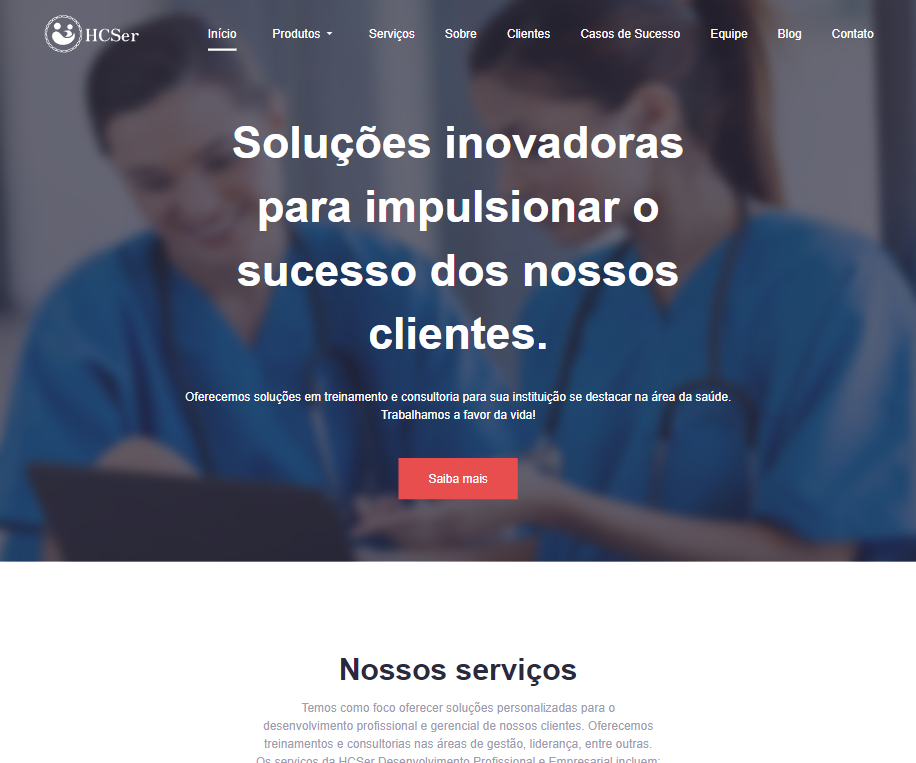 HCSer
Início Produtos Serviços Sobre Clientes Casos de Sucesso Equipe Blog Contato
Soluções inovadoras
para impulsionar o
sucesso dos nossos
clientes.
Oferecemos soluções em treinamento e consultoria para sua instituição se destacar na área da saúde.
Trabalhamos a favor da vida!
Saiba mais
Nossos serviços
Temos como foco oferecer soluções personalizadas para o
desenvolvimento profissional e gerencial de nossos clientes. Oferecemos
treinamentos e consultorias nas áreas de gestão, liderança, entre outras.
Os serviços da HCSer Desenvolvimento Profissional e Empresarial incluem: